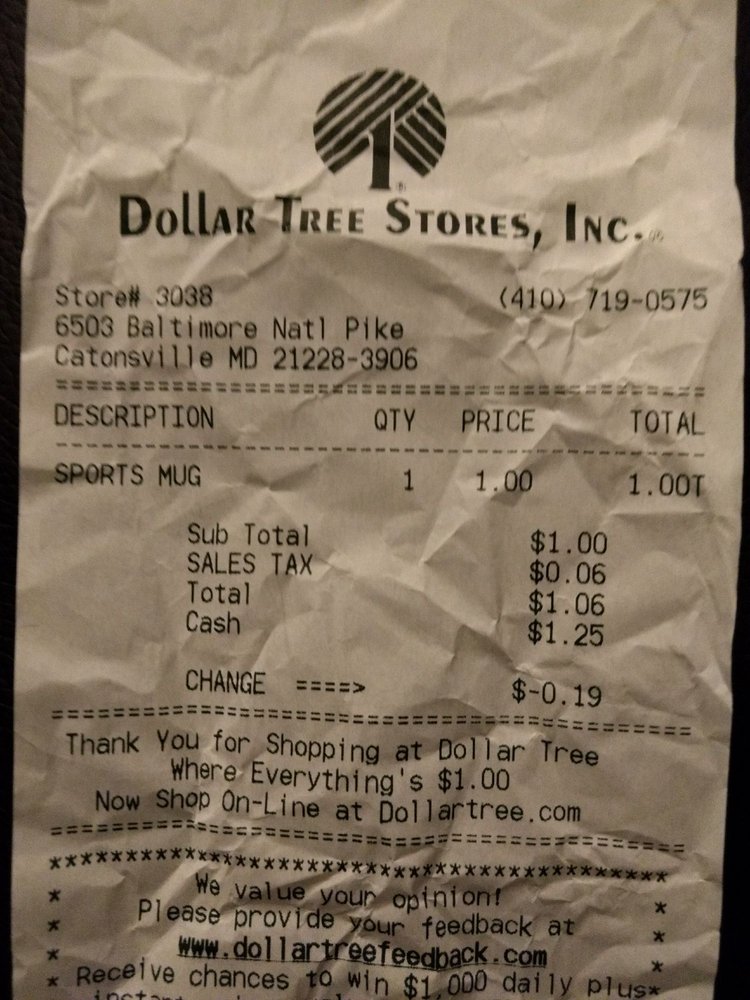 Dollar Tree Stores, Inc.
Store# 3038 (410) 719-0575
6503 Baltimore Natl Pike
Catonsville MD 21228-3906
==================================================
DESCRIPTION QTY PRICE TOTAL
--------------------------------------------------
SPORTS MUG 1 1.00 1.00T
Sub Total $1.00
SALES TAX $0.06
Total $1.06
Cash $1.25
CHANGE ====> $-0.19
==================================================
Thank You for Shopping at Dollar Tree
Where Everything's $1.00
Now Shop On-Line at Dollartree.com
==================================================
******************************************
* We value your opinion! *
* Please provide your feedback at *
* www.dollartreefeedback.com *
* Receive chances to win $1,000 daily plus*